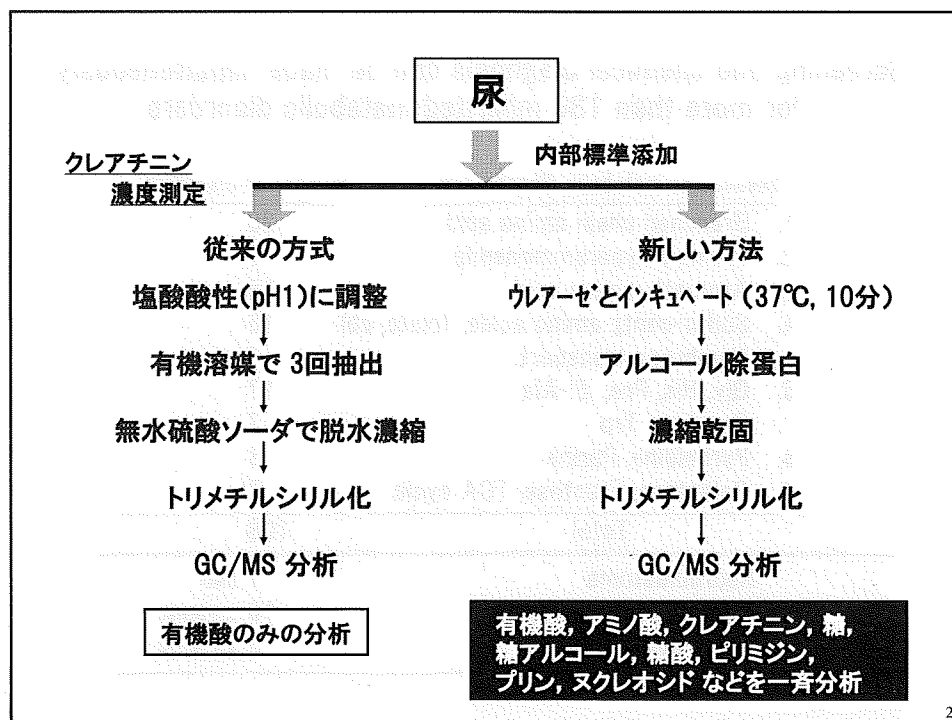 尿
内部標準添加
クレアチニン
濃度測定
従来の方式
塩酸酸性(pH1)に調整
有機溶媒で 3回抽出
無水硫酸ソーダで脱水濃縮
トリメチルシリル化
GC/MS 分析
有機酸のみの分析
新しい方法
ウレアーゼとインキュベート (37℃, 10分)
アルコール除蛋白
濃縮乾固
トリメチルシリル化
GC/MS 分析
有機酸, アミノ酸, クレアチニン, 糖,
糖アルコール, 糖酸, ピリミジン,
プリン, ヌクレオシド などを一斉分析
2